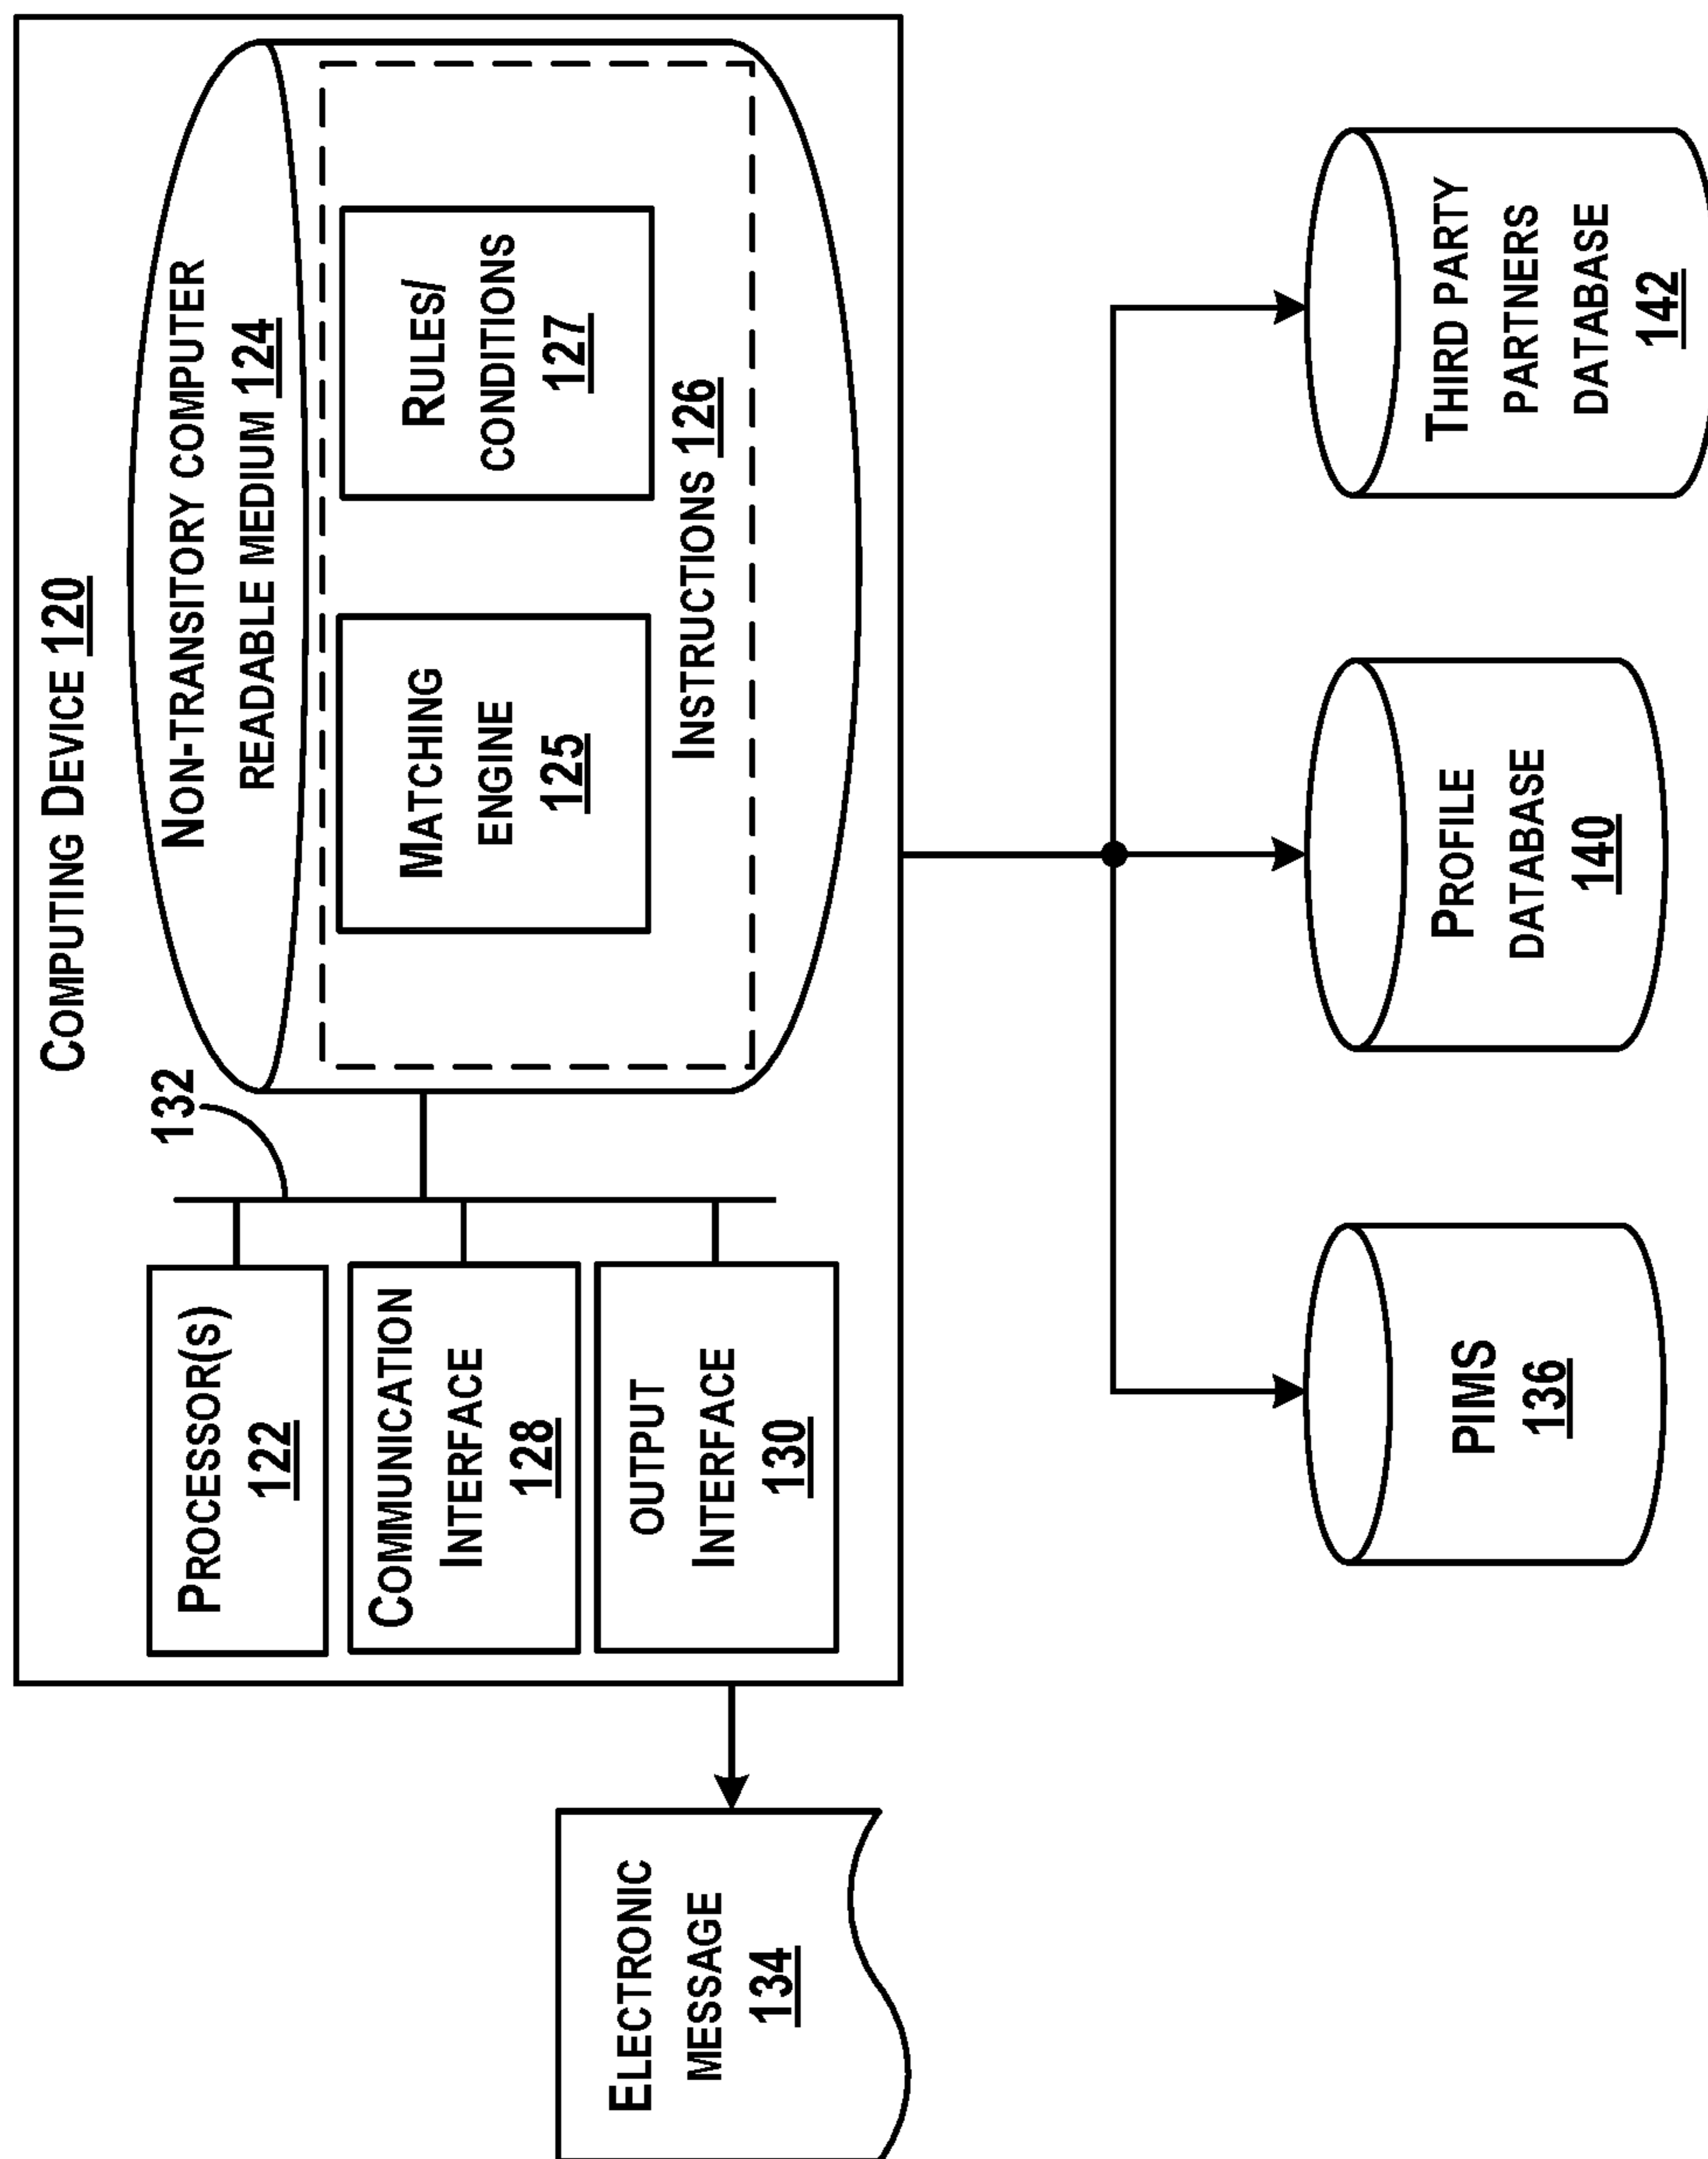 Computing Device 120
Processor(s)
122
Communication
Interface
128
output
Interface
130
132
Non-transitory computer
readable medium 124
Matching
engine
125
Rules/
conditions
127
Instructions 126
Electronic
message
134
PIMS
136
Profile
database
140
Third party
partners
database
142